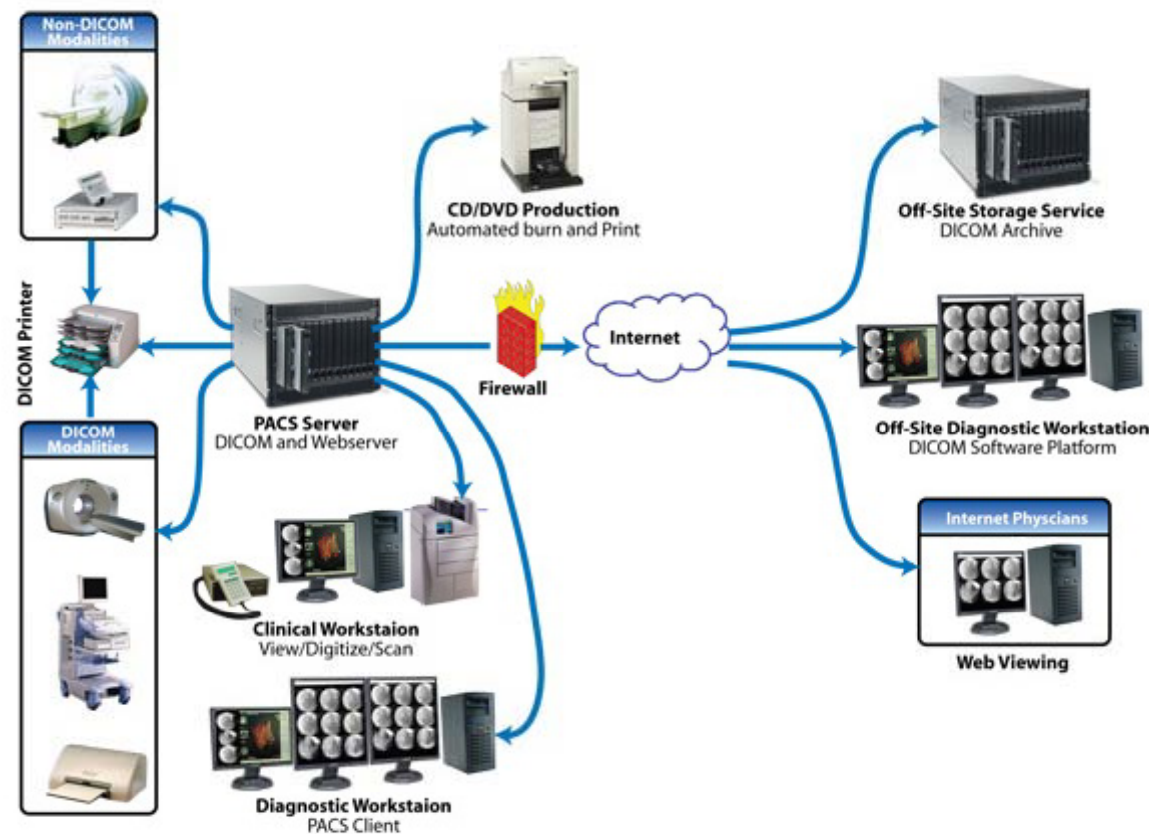 Non-DICOM
Modalities
DICOM Printer
DICOM
Modalities
CD/DVD Production
Automated burn and Print
PACS Server
DICOM and Webserver
Firewall
Internet
Clinical Workstaion
View/Digitize/Scan
Diagnostic Workstaion
PACS Client
Off-Site Storage Service
DICOM Archive
Off-Site Diagnostic Workstation
DICOM Software Platform
Internet Physcians
Web Viewing